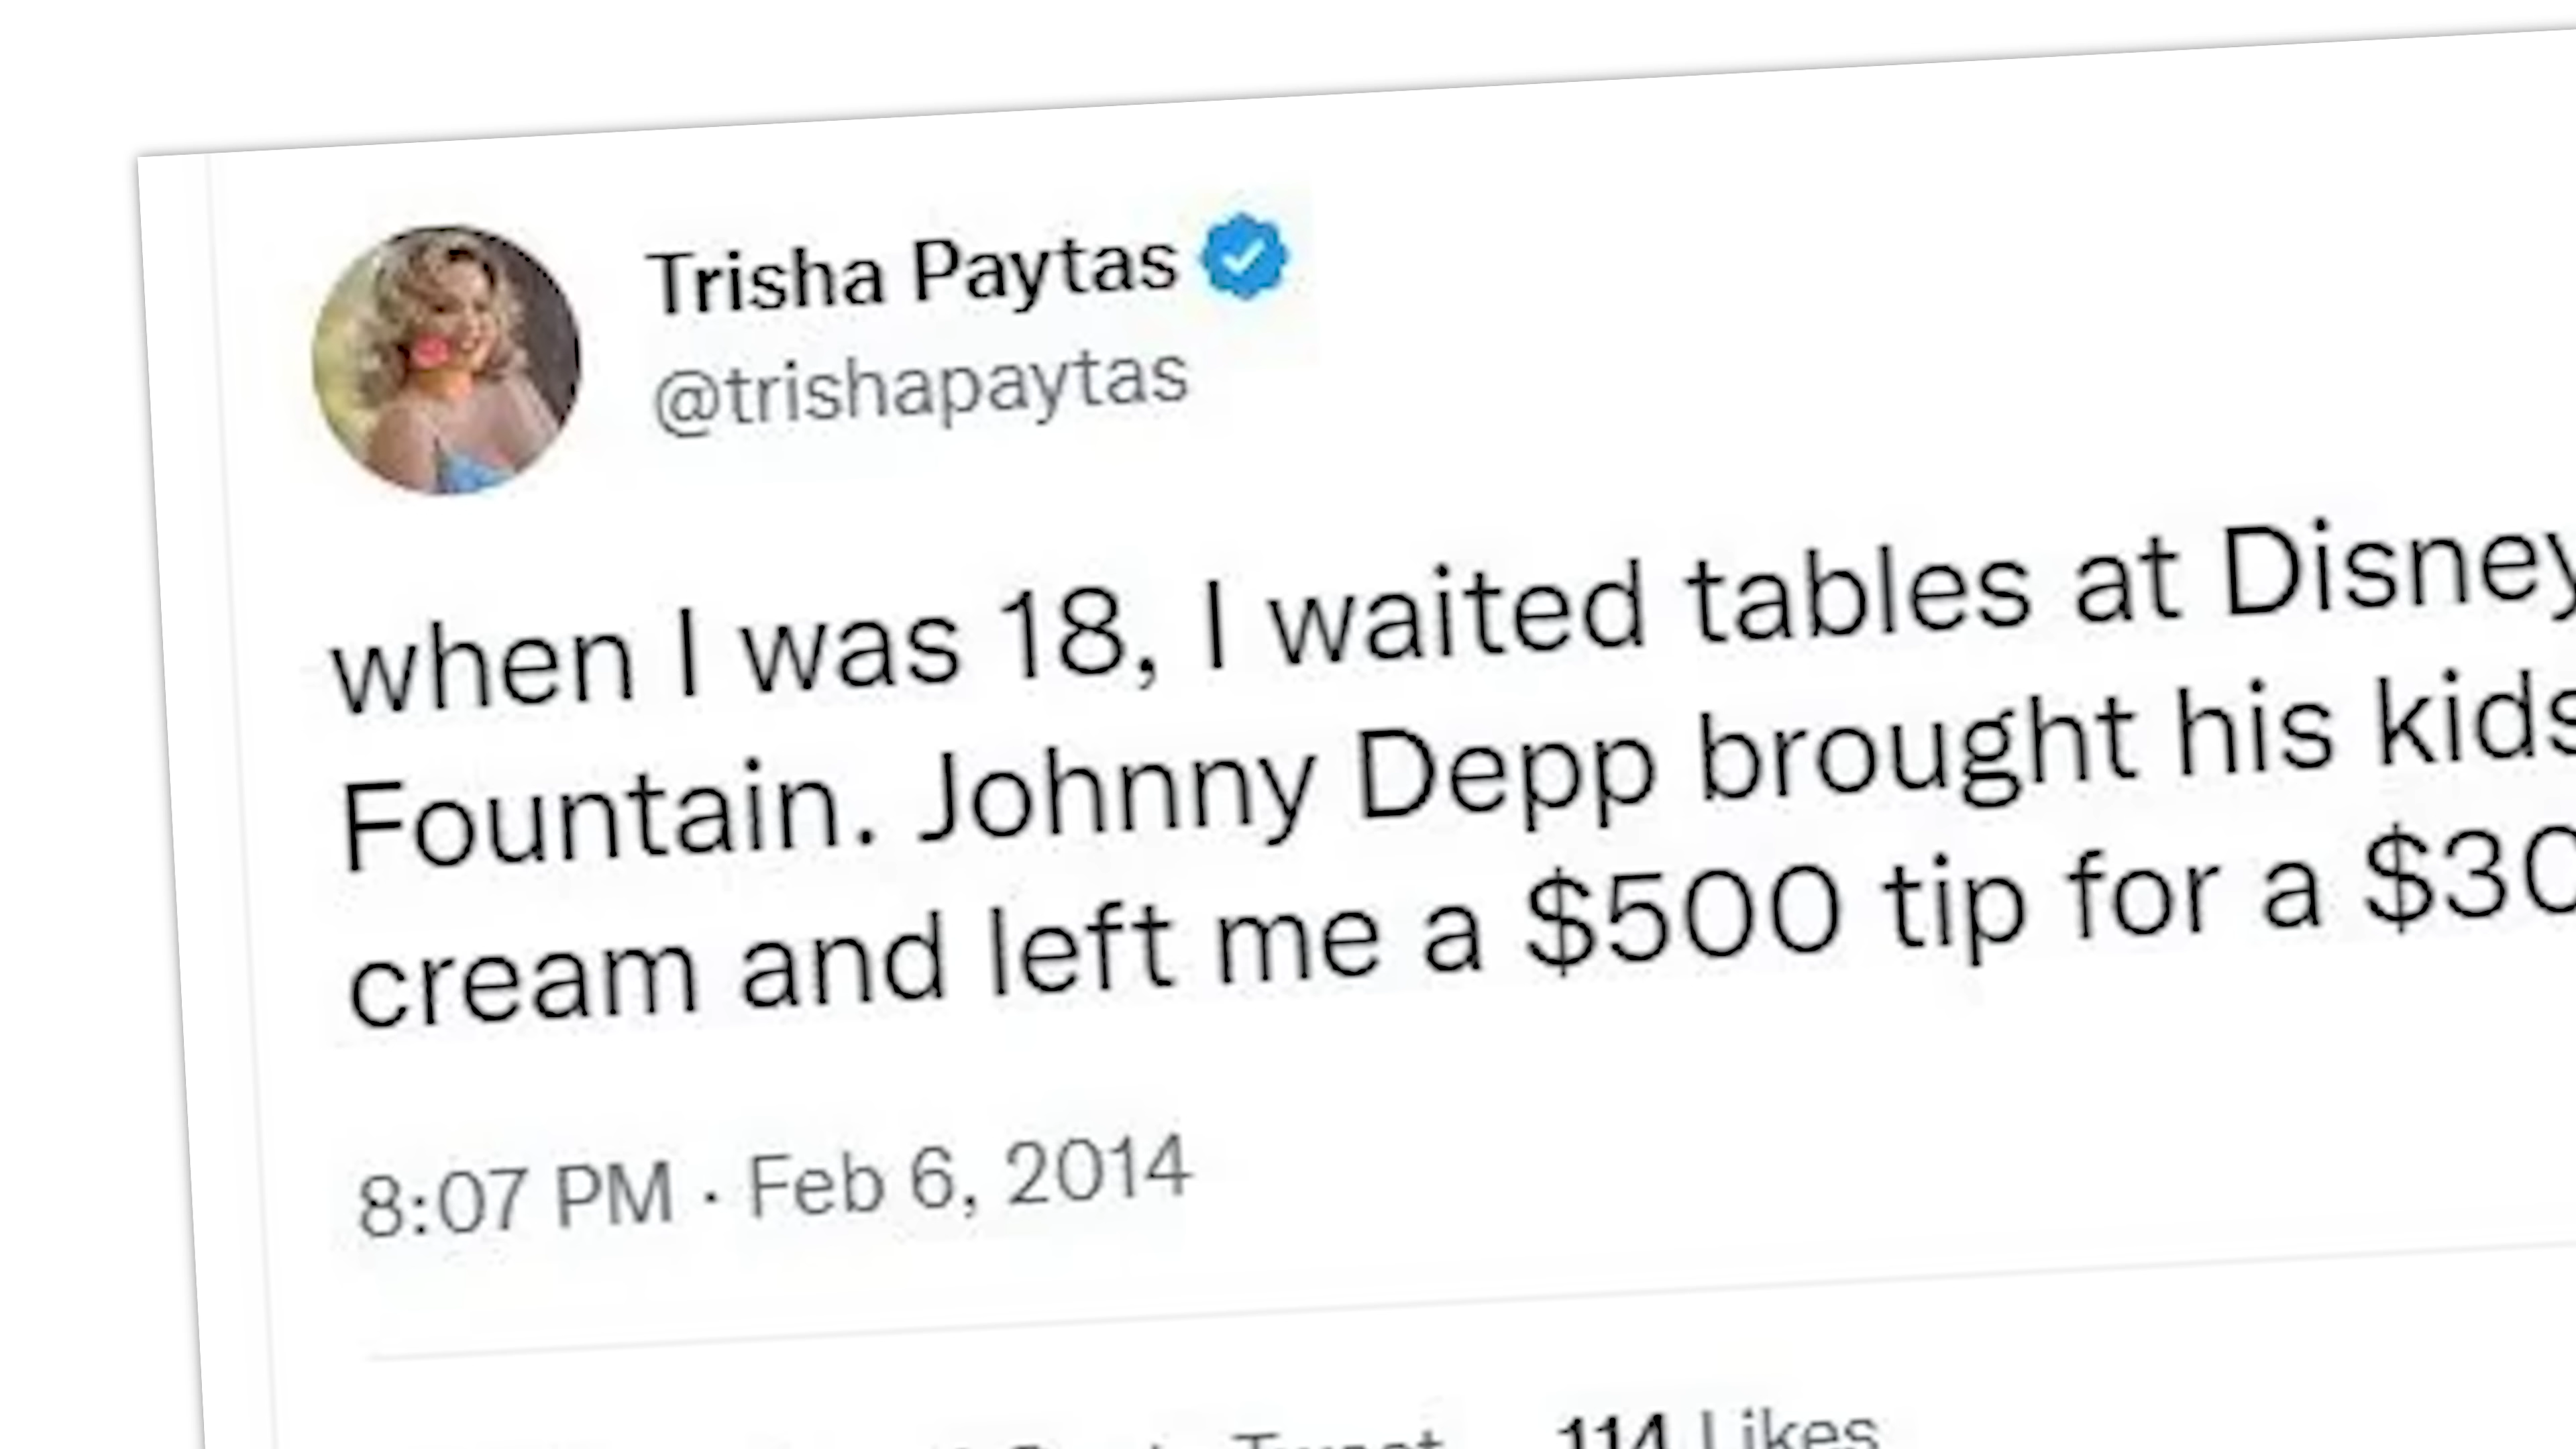 Trisha Paytas
@trishapaytas
when I was 18, I waited tables at Disney
Fountain. Johnny Depp brought his kids
cream and left me a $500 tip for a $30
8:07 PM · Feb 6, 2014
Tweet 114 Likes